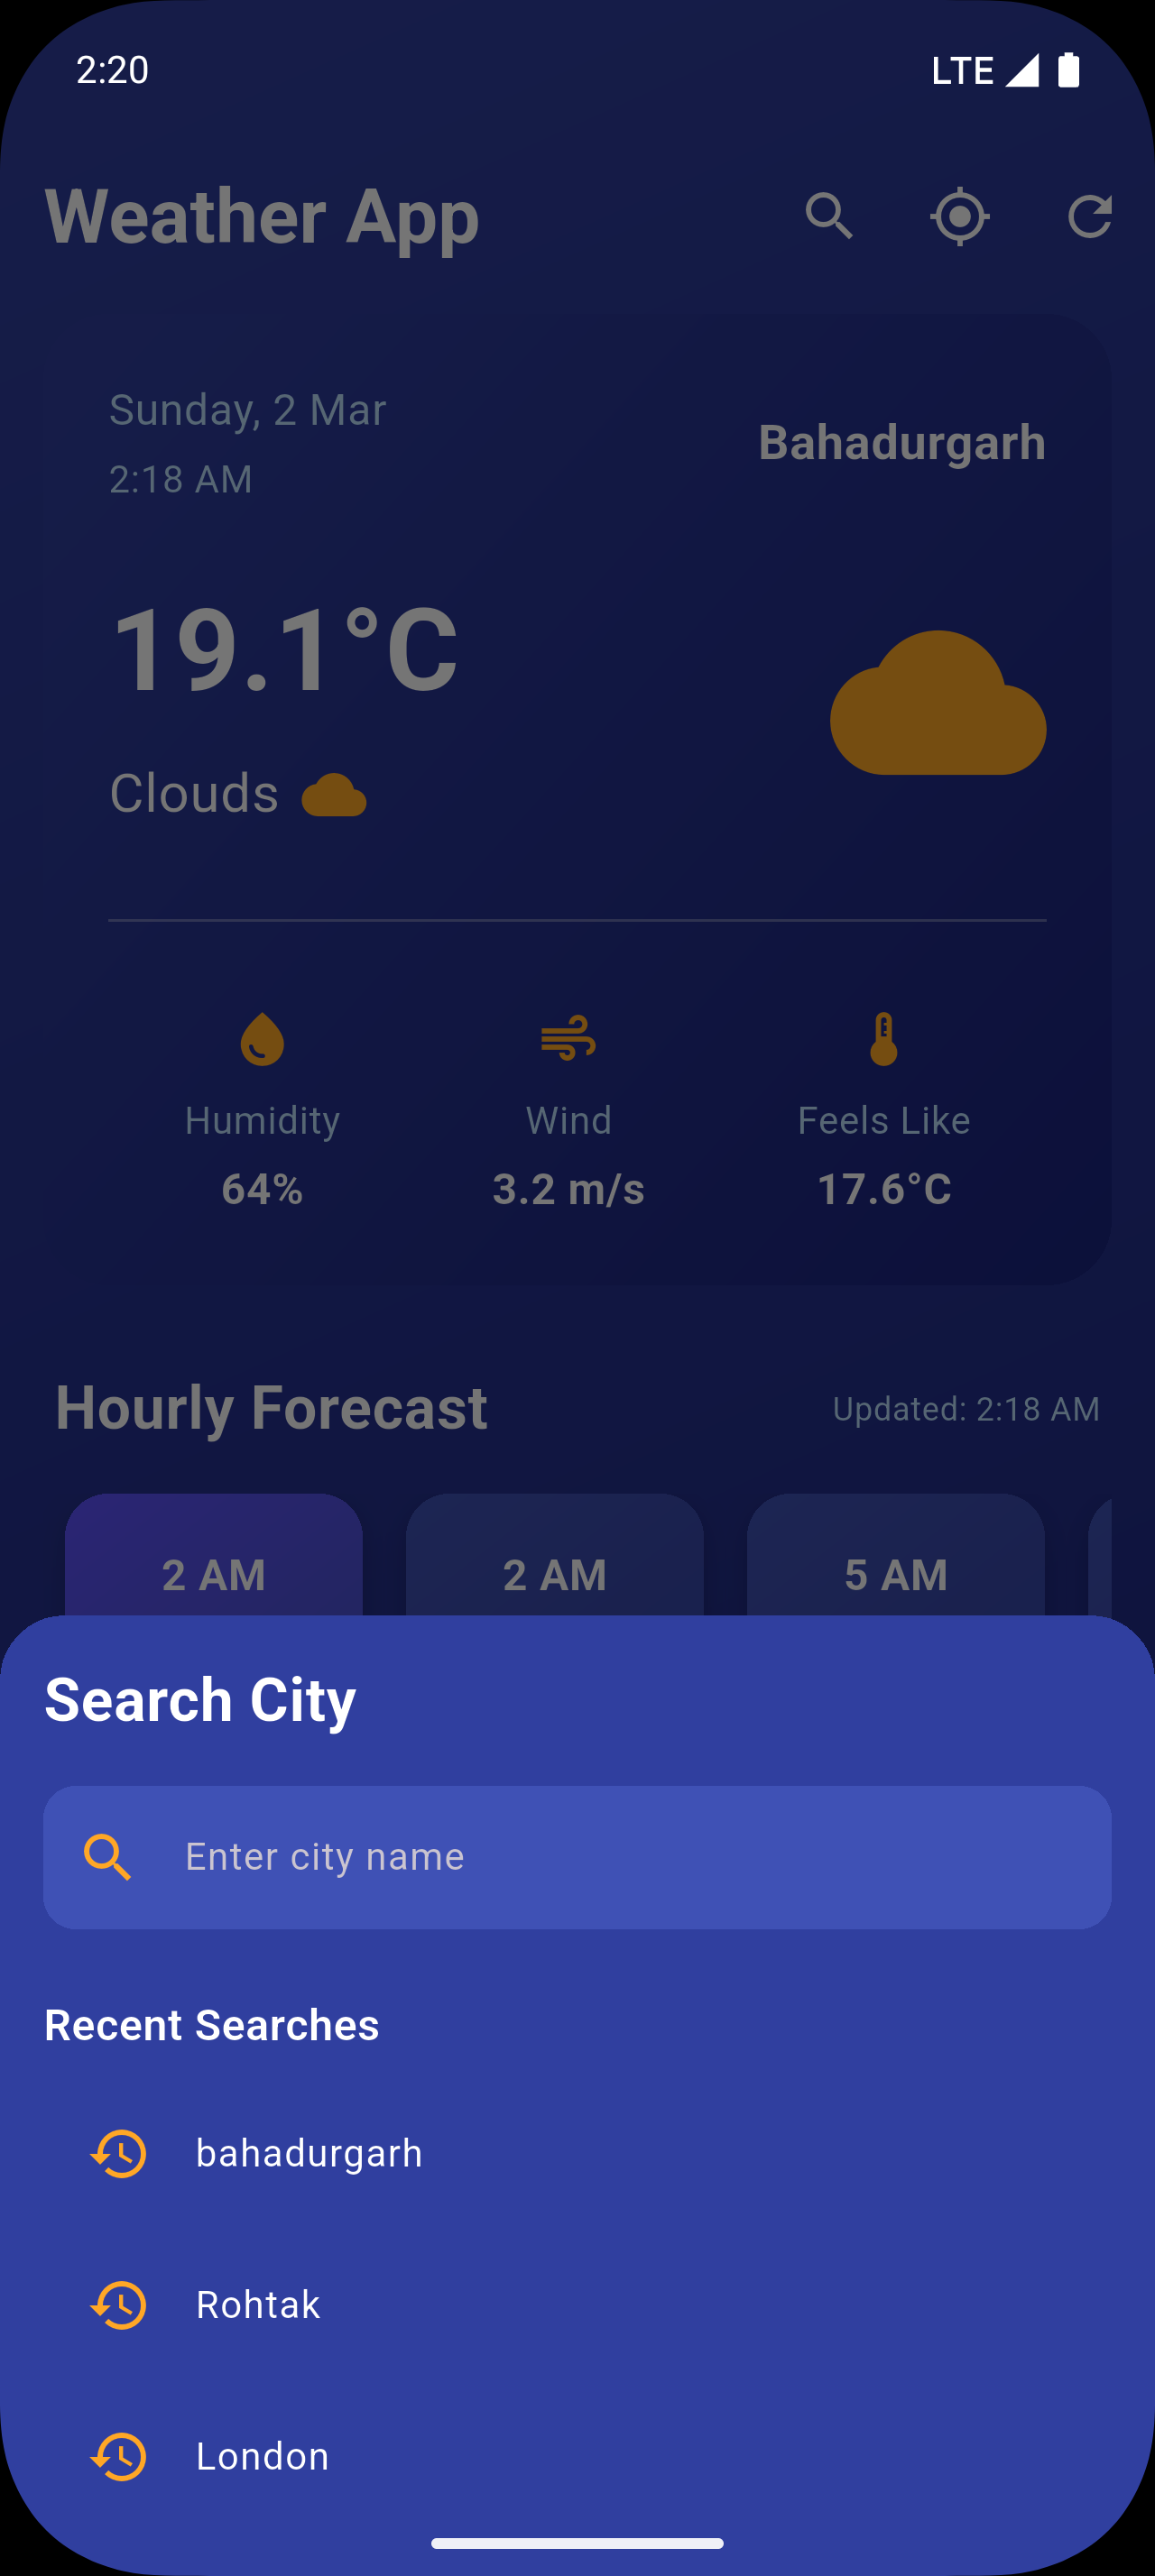 2:20 LTE
Weather App
Sunday, 2 Mar
2:18 AM
Bahadurgarh
19.1°C
Clouds
Humidity Wind Feels Like
64% 3.2 m/s 17.6°C
Hourly Forecast Updated: 2:18 AM
2 AM 2 AM 5 AM
Search City
Enter city name
Recent Searches
bahadurgarh
Rohtak
London